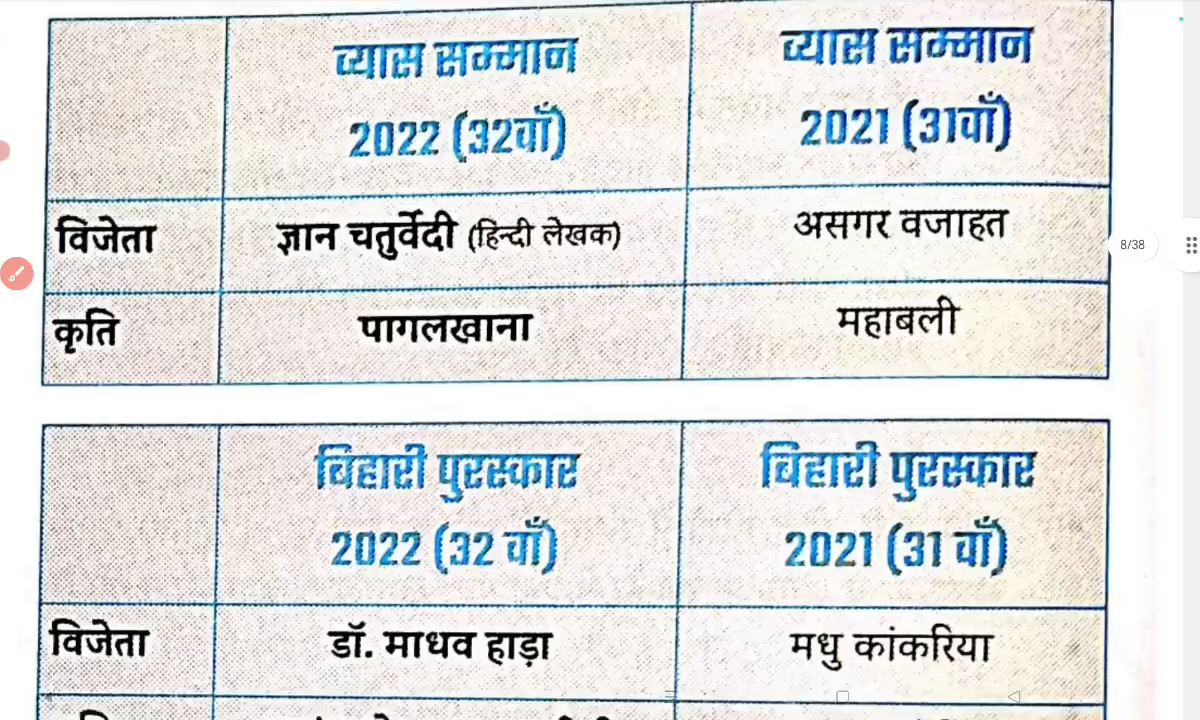 व्यास सम्मान
2022 (32वाँ)
व्यास सम्मान
2021 (31वाँ)
विजेता
ज्ञान चतुर्वेदी (हिन्दी लेखक)
असगर वजाहत
8/38
कृति
पागलखाना
महाबली
बिहारी पुरस्कार
2022 (32 वाँ)
बिहारी पुरस्कार
2021 (31 वाँ)
विजेता
डॉ. माधव हाड़ा
मधु कांकरिया